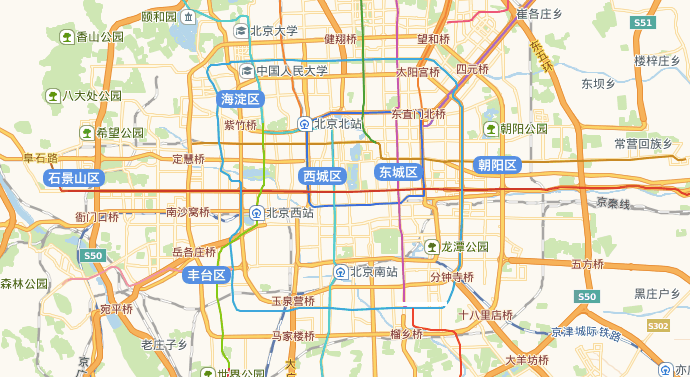 崔各庄乡
颐和园
S51
北京大学
香山公园
健翔桥
望和桥
东五环
楼梓庄乡
中国人民大学
太阳宫桥
四元桥
东坝乡
八大处公园
海淀区
东直门北桥
紫竹桥
北京北站
朝阳公园
希望公园
常营回族乡
阜石路
定慧桥
朝阳区
石景山区
西城区
东城区
京秦线
衙门口桥
南沙窝桥
北京西站
龙潭公园
岳各庄桥
S50
五方桥
丰台区
北京南站
分钟寺桥
森林公园
玉泉营桥
S50
黑庄户乡
宛平桥
十八里店桥
S302
马家楼桥
榴乡桥
京津城际铁路
老庄子乡
大羊坊桥
世界公园
京广
大
亦庄